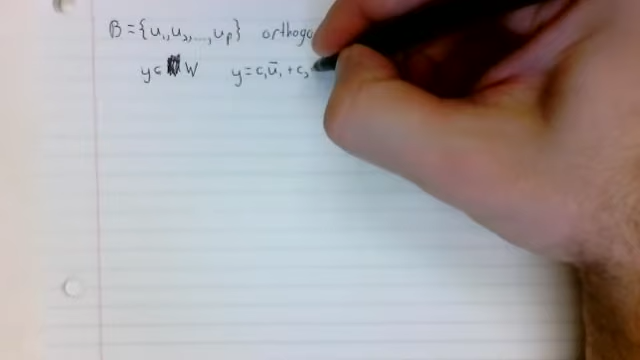 B = {u₁, u₂, ..., uₚ} orthogo
y ∈ W y = c₁ū₁ + c₂